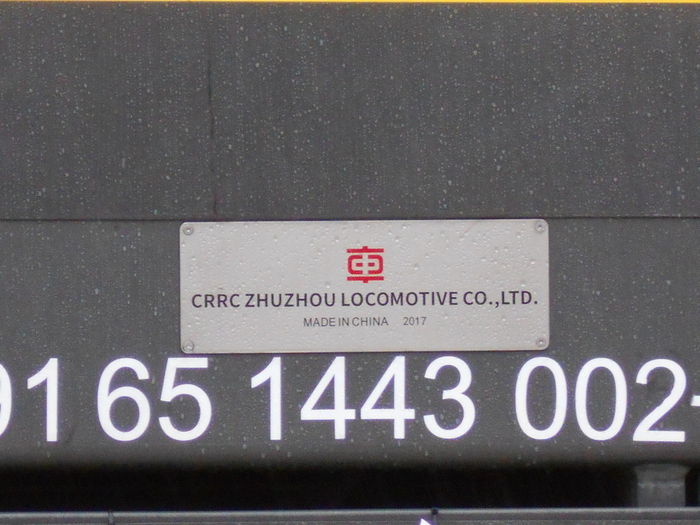 CRRC ZHUZHOU LOCOMOTIVE CO.,LTD.
MADE IN CHINA 2017
91 65 1443 002-